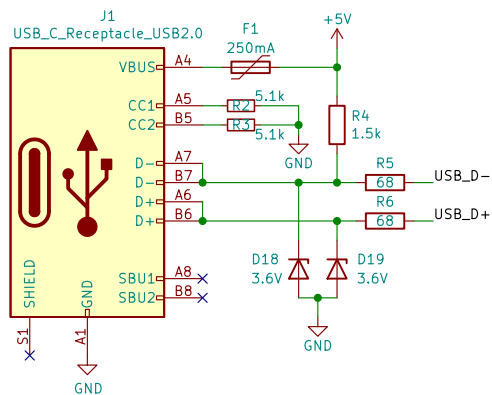 J1
USB_C_Receptacle_USB2.0
F1
250mA
+5V
VBUS A4
CC1 A5
R2 5.1k
CC2 B5
R3 5.1k
GND
R4
1.5k
D- A7
D- B7
D+ A6
D+ B6
R5
68
USB_D-
R6
68
USB_D+
SBU1 A8
SBU2 B8
D18
3.6V
D19
3.6V
GND
SHIELD
GND
S1
A1
GND